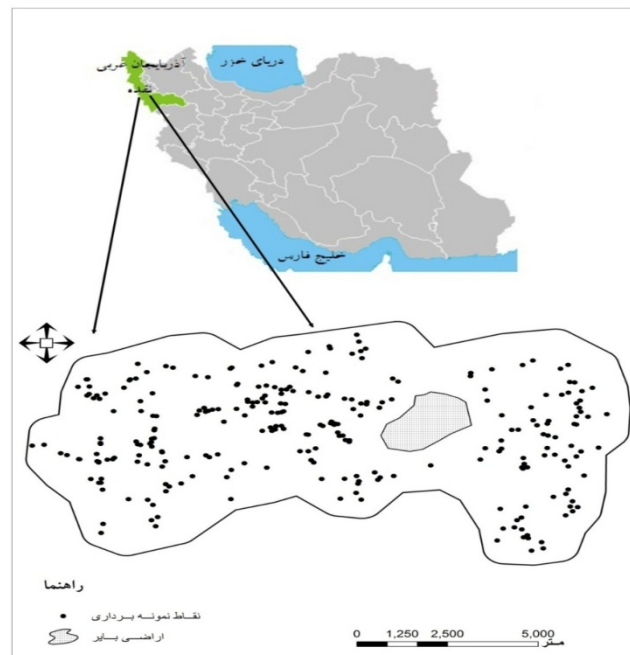 دریای خزر
آذربایجان غربی
نقده
خلیج فارس
راهنما
نقاط نمونه برداری
اراضی بایر
0 1,250 2,500 5,000
متر